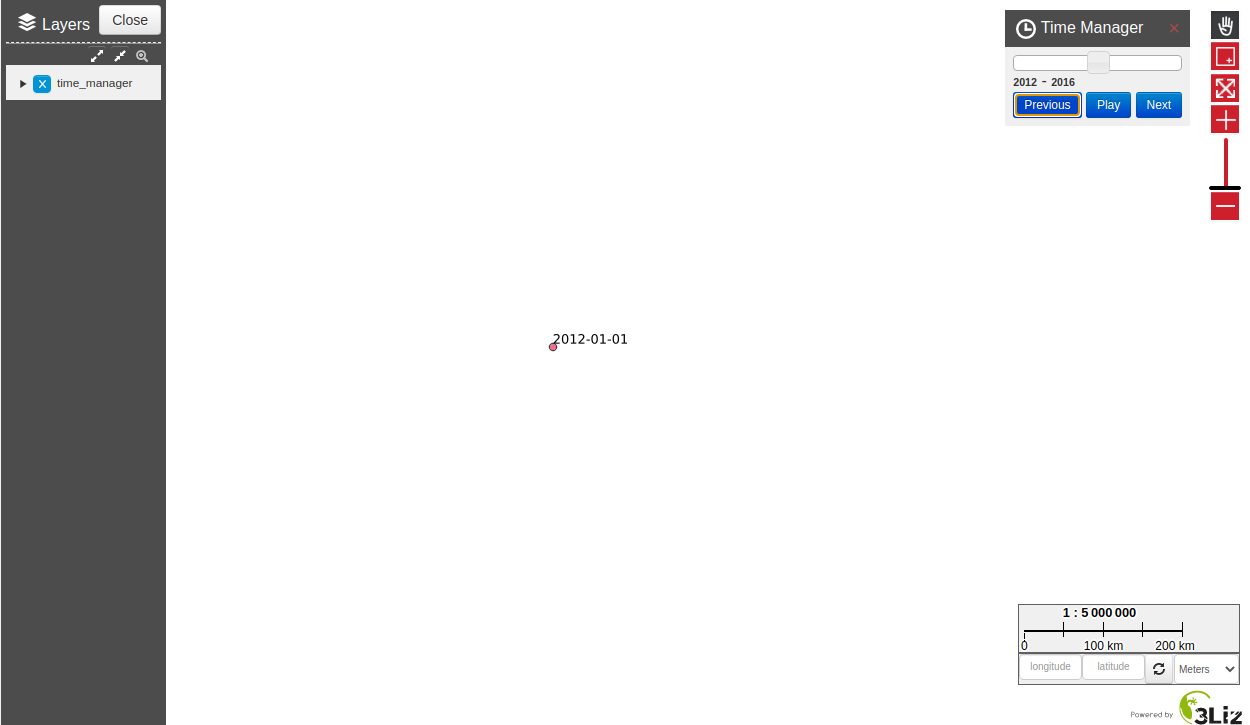 Layers
Close
time_manager
Time Manager
2012 - 2016
Previous
Play
Next
2012-01-01
1 : 5 000 000
0 100 km 200 km
longitude
latitude
Meters
Powered by
3Liz